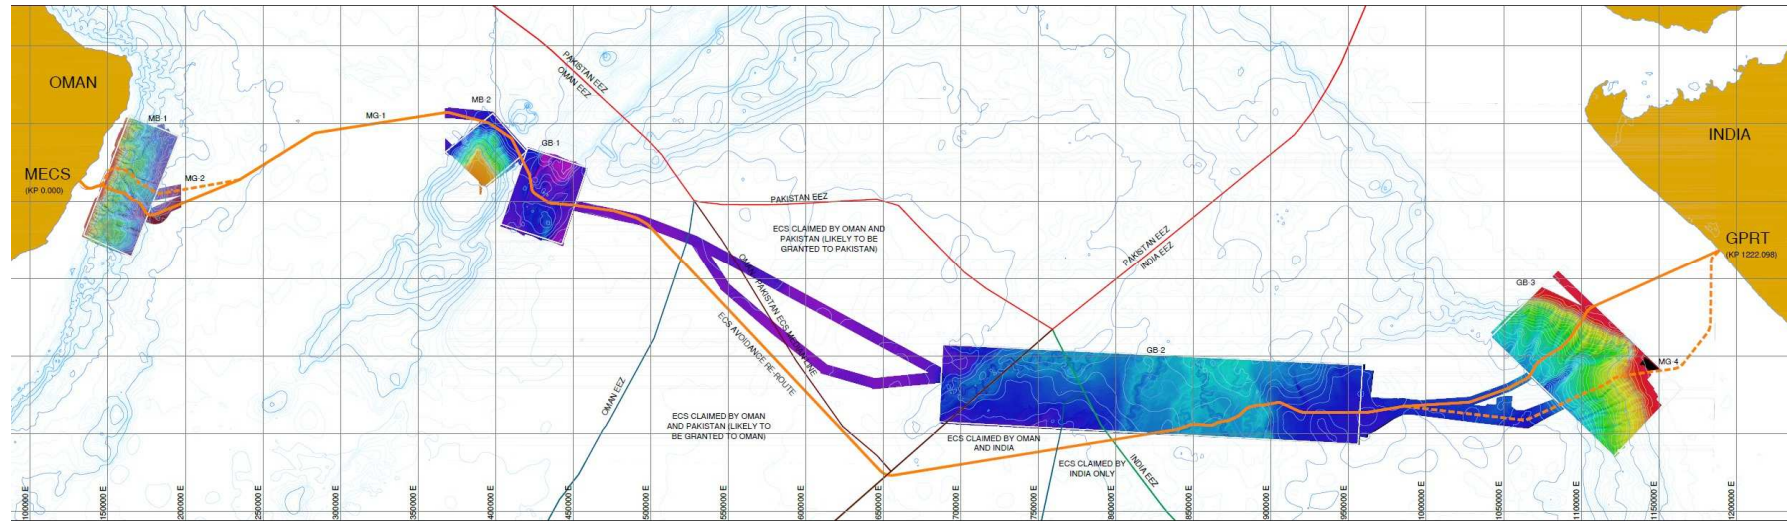 OMAN
MB-1
MECS
(KP 0.000)
MG-2
MG-1
MB-2
GB-1
PAKISTAN EEZ
OMAN EEZ
PAKISTAN EEZ
ECS CLAIMED BY OMAN AND
PAKISTAN (LIKELY TO BE
GRANTED TO PAKISTAN)
OMAN PAKISTAN ECS MEDIAN LINE
ECS AVOIDANCE RE-ROUTE
OMAN EEZ
ECS CLAIMED BY OMAN
AND PAKISTAN (LIKELY TO
BE GRANTED TO OMAN)
PAKISTAN EEZ
INDIA EEZ
GB-2
ECS CLAIMED BY OMAN
AND INDIA
ECS CLAIMED BY
INDIA ONLY
INDIA EEZ
GB-3
MG-4
INDIA
GPRT
(KP 1222.098)
100000 E
150000 E
200000 E
250000 E
300000 E
350000 E
400000 E
450000 E
500000 E
550000 E
600000 E
650000 E
700000 E
750000 E
800000 E
850000 E
900000 E
950000 E
1000000 E
1050000 E
1100000 E
1150000 E
1200000 E